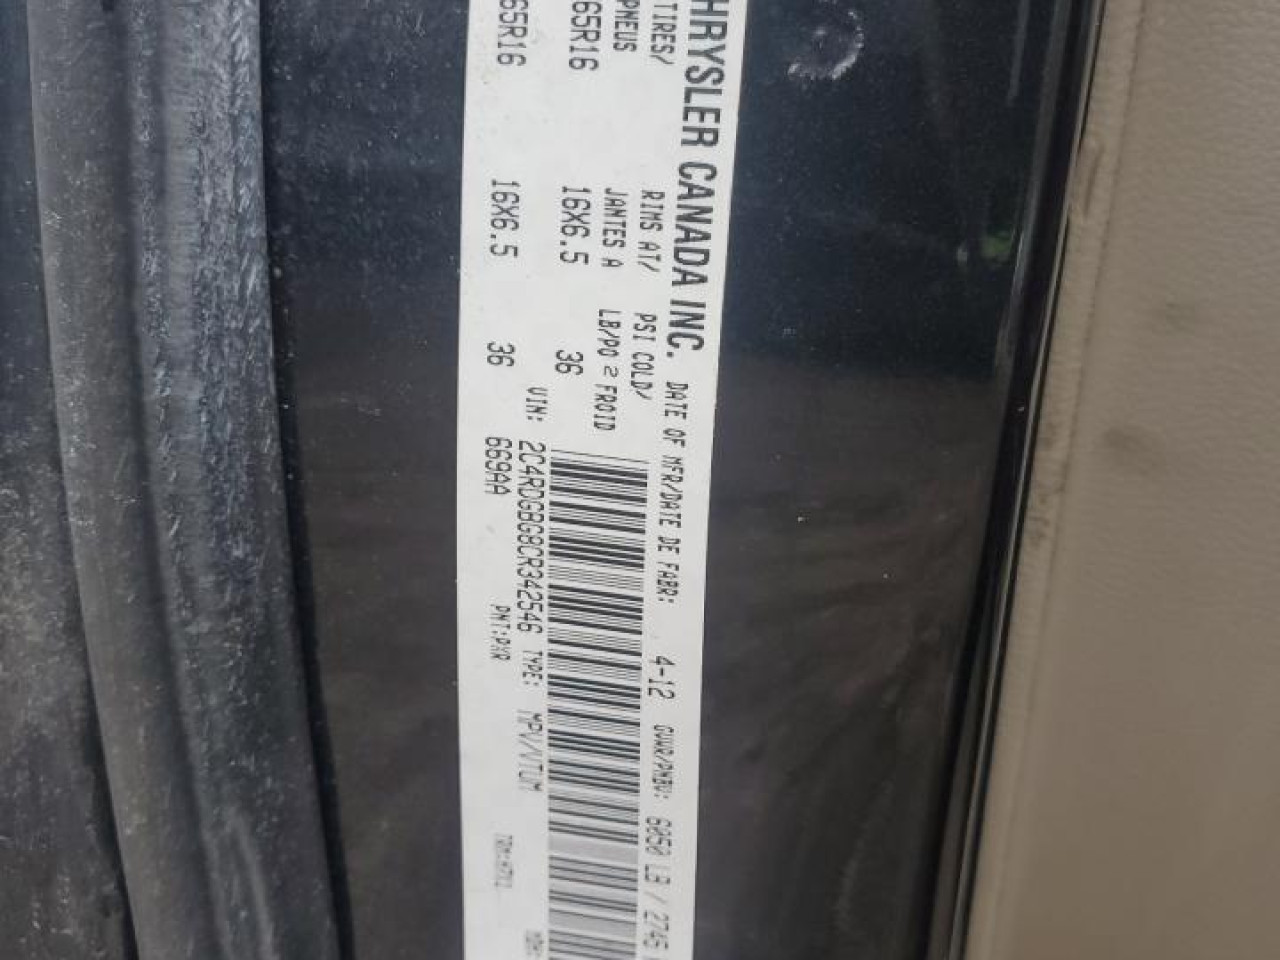 HRYSLER CANADA INC. DATE OF MFR/DATE DE FABR: 4-12 GVWR/PNBV: 6050 LB / 2745
TIRES/ RIMS AT/ PSI COLD/
PNEUS JANTES A LB/PO 2 FROID
65R16 16X6.5 36
65R16 16X6.5 36
VIN: 2C4RDGBG8CR342546 TYPE: MPV/VTUM
669AA PNT:PXR